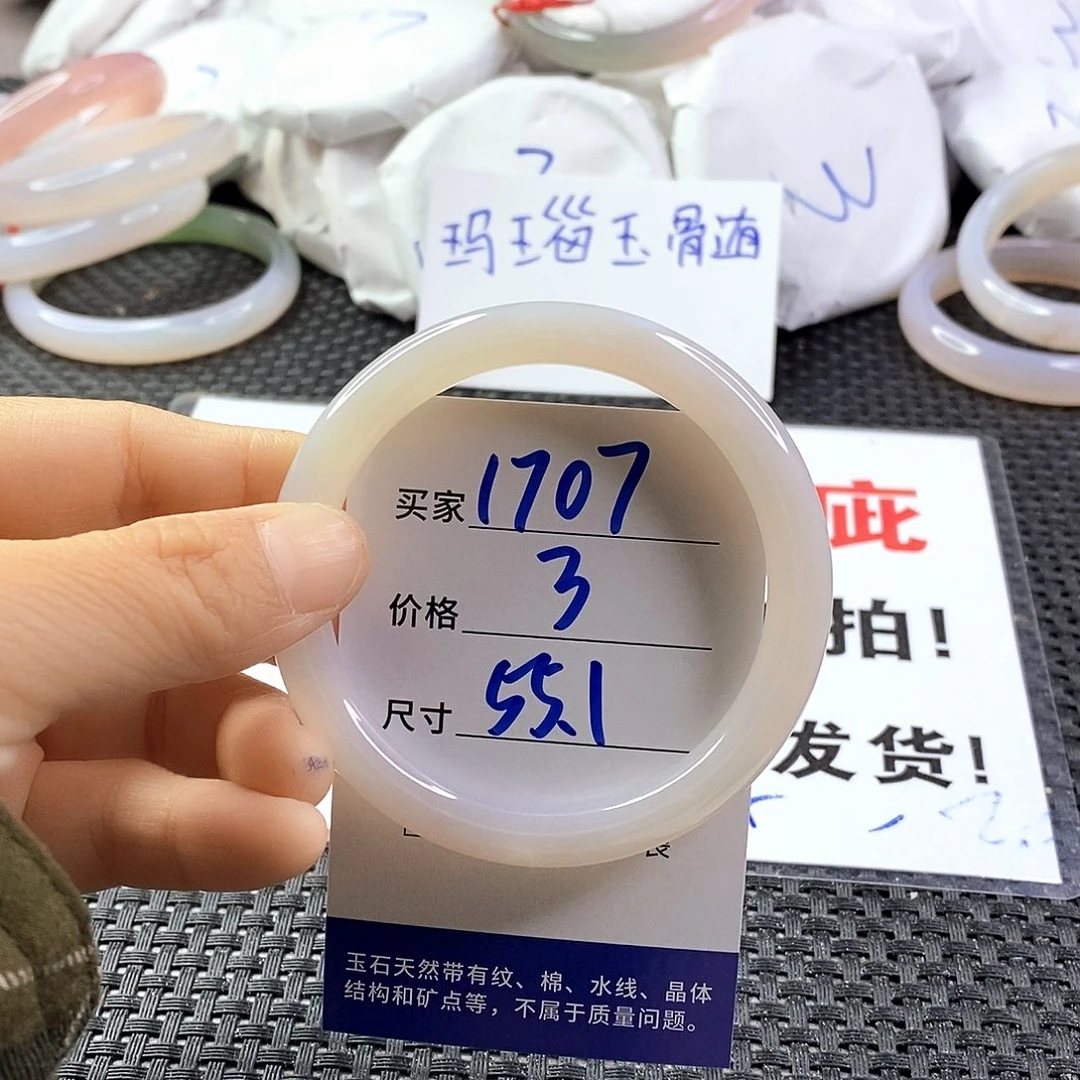 玛瑙玉骨髓
买家 1707
价格 3
尺寸 55.1
疵
拍!
发货!
玉石天然带有纹、棉、水线、晶体
结构和矿点等，不属于质量问题。